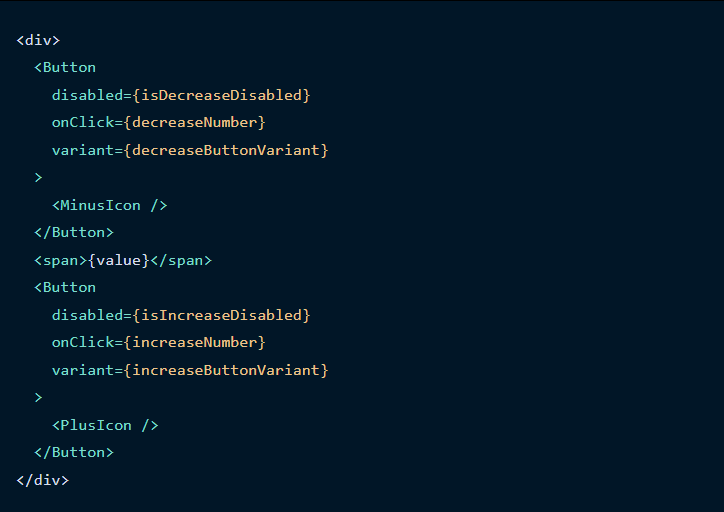 <div>
  <Button
    disabled={isDecreaseDisabled}
    onClick={decreaseNumber}
    variant={decreaseButtonVariant}
  >
    <MinusIcon />
  </Button>
  <span>{value}</span>
  <Button
    disabled={isIncreaseDisabled}
    onClick={increaseNumber}
    variant={increaseButtonVariant}
  >
    <PlusIcon />
  </Button>
</div>